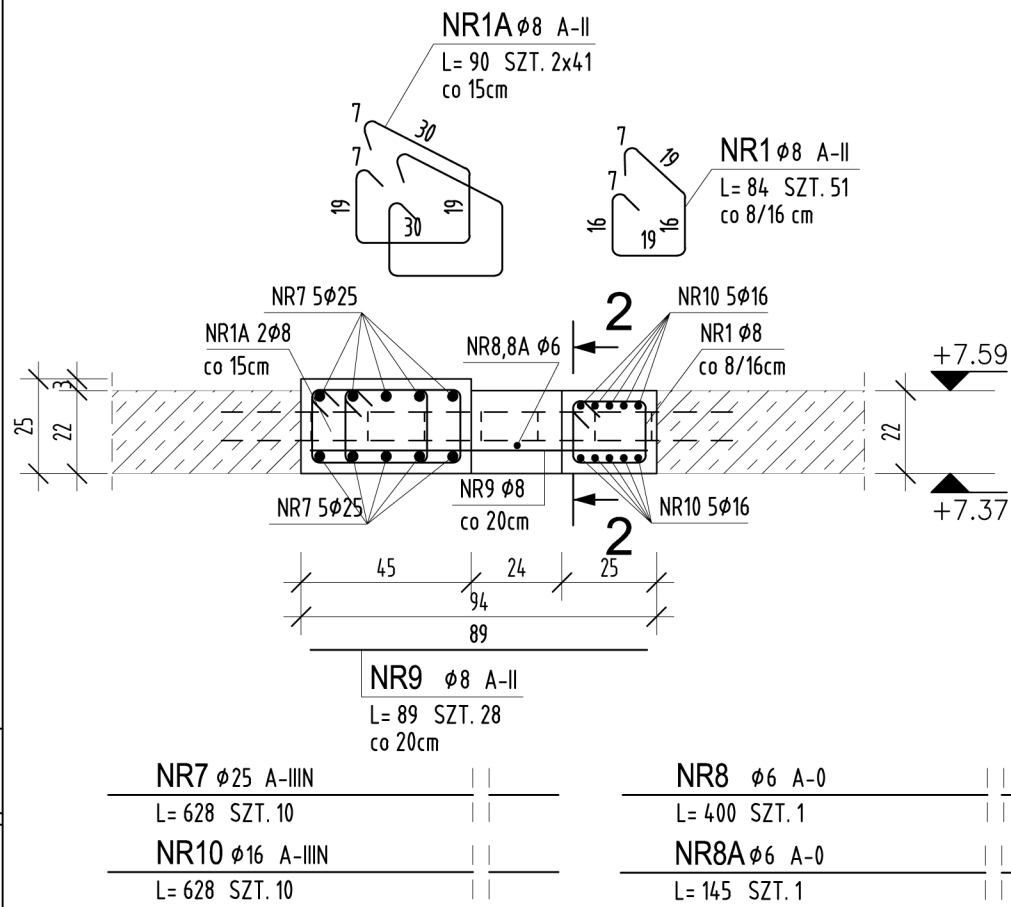 NR1A ϕ8 A-II
L= 90 SZT. 2x41
co 15cm
7
30
7
19
19
30
NR1 ϕ8 A-II
L= 84 SZT. 51
co 8/16 cm
7
19
7
16
16
19
NR7 5ϕ25
NR1A 2ϕ8
co 15cm
NR8,8A ϕ6
2
NR10 5ϕ16
NR1 ϕ8
co 8/16cm
+7.59
3
25
22
22
NR7 5ϕ25
NR9 ϕ8
co 20cm
2
NR10 5ϕ16
+7.37
45
24
25
94
89
NR9 ϕ8 A-II
L= 89 SZT. 28
co 20cm
NR7 ϕ25 A-IIIN
L= 628 SZT. 10
NR8 ϕ6 A-0
L= 400 SZT. 1
NR10 ϕ16 A-IIIN
L= 628 SZT. 10
NR8A ϕ6 A-0
L= 145 SZT. 1